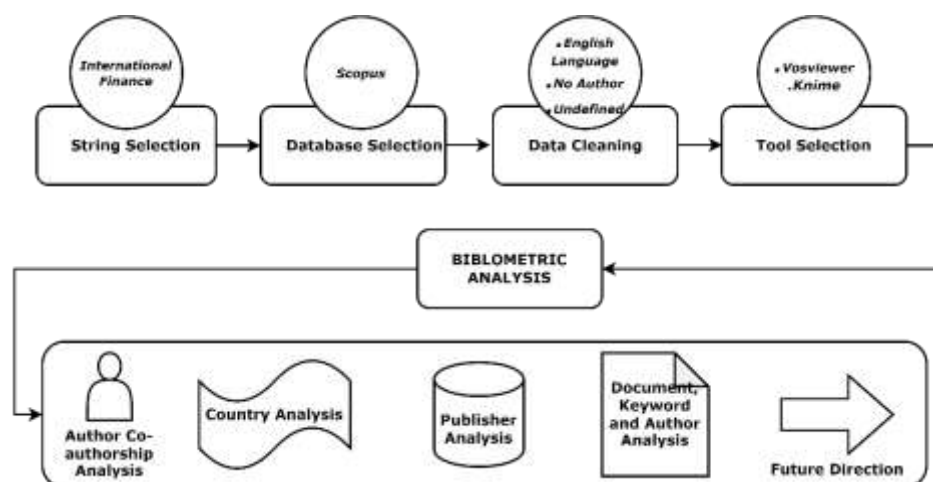 International
Finance
String Selection
Scopus
Database Selection
• English
Language
• No Author
• Undefined
Data Cleaning
• Vosviewer
.Knime
Tool Selection
BIBLOMETRIC
ANALYSIS
Author Co-
authorship
Analysis
Country Analysis
Publisher
Analysis
Document,
Keyword
and Author
Analysis
Future Direction